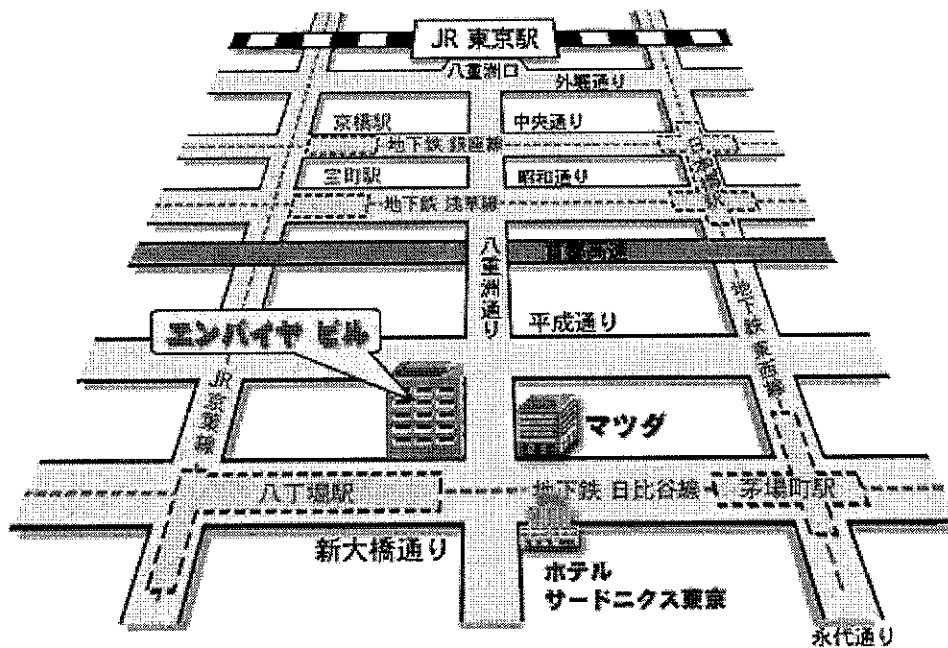 JR 東京駅
八重洲口
外堀通り
京橋駅
中央通り
地下鉄 銀座線
日本橋駅
宝町駅
昭和通り
地下鉄 浅草線
首都高速
八重洲通り
平成通り
地下鉄 東西線
エンパイヤ ビル
JR 京葉線
マツダ
八丁堀駅
地下鉄 日比谷線
茅場町駅
新大橋通り
ホテル
サードニクス東京
永代通り